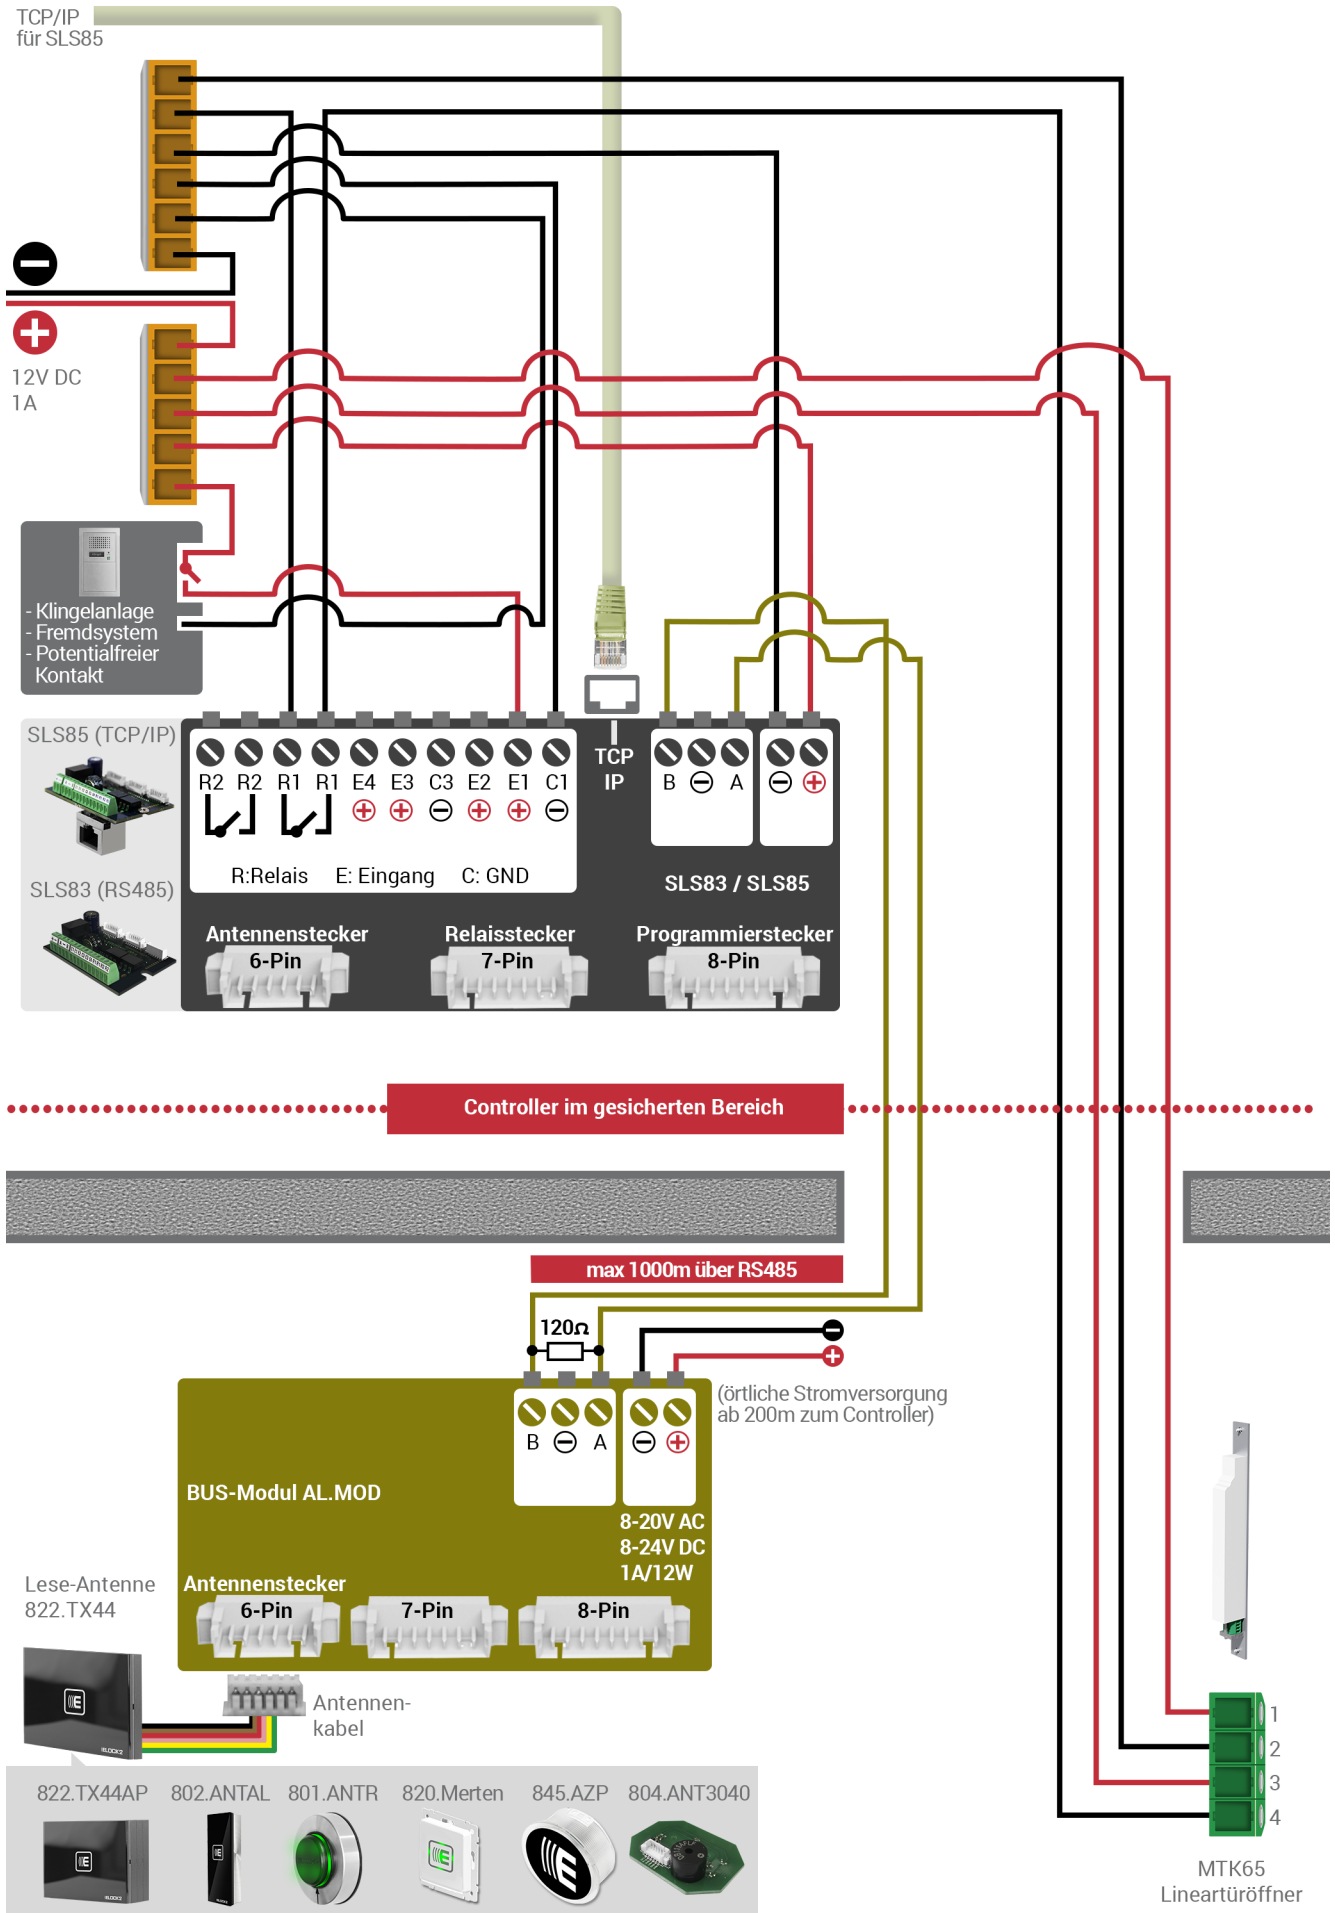 TCP/IP
für SLS85
12V DC
1A
- Klingelanlage
- Fremdsystem
- Potentialfreier
Kontakt
SLS85 (TCP/IP)
SLS83 (RS485)
TCP
IP
R2 R2 R1 R1 E4 E3 C3 E2 E1 C1
B A
R:Relais E: Eingang C: GND
SLS83 / SLS85
Antennenstecker
6-Pin
Relaisstecker
7-Pin
Programmierstecker
8-Pin
Controller im gesicherten Bereich
max 1000m über RS485
120Ω
(örtliche Stromversorgung
ab 200m zum Controller)
B A
BUS-Modul AL.MOD
8-20V AC
8-24V DC
1A/12W
Antennenstecker
6-Pin
7-Pin
8-Pin
Lese-Antenne
822.TX44
Antennen-
kabel
822.TX44AP
802.ANTAL
801.ANTR
820.Merten
845.AZP
804.ANT3040
1
2
3
4
MTK65
Lineartüröffner